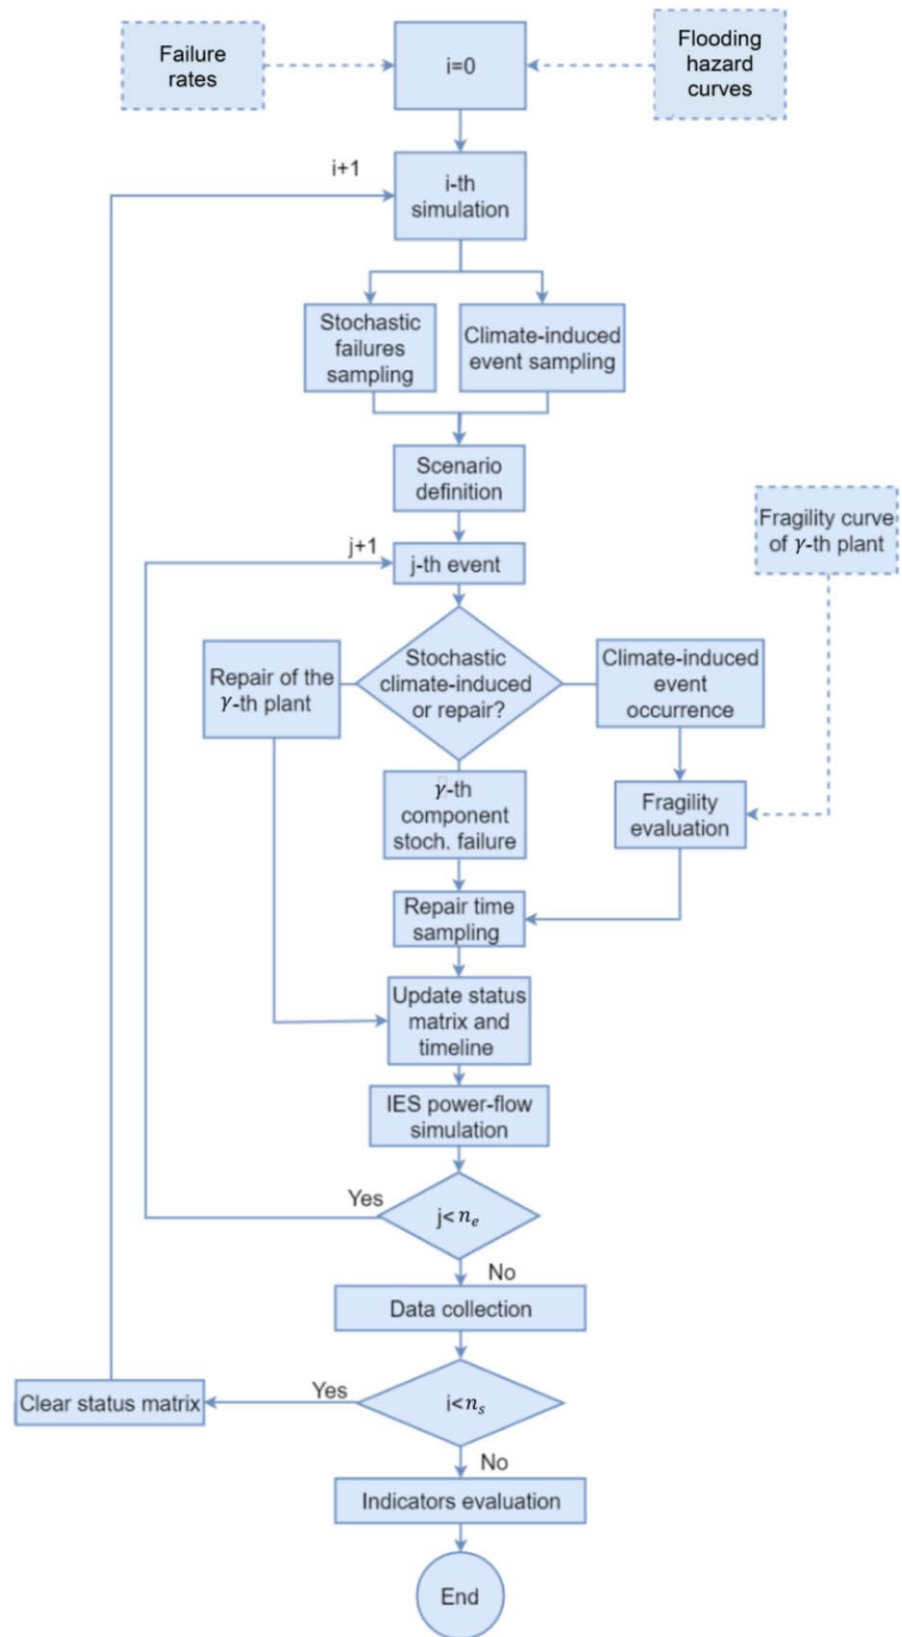 Failure
rates
i=0
Flooding
hazard
curves
i+1
i-th
simulation
Stochastic
failures
sampling
Climate-induced
event sampling
Scenario
definition
Fragility curve
of γ-th plant
j+1
j-th event
Repair of the
γ-th plant
Stochastic
climate-induced
or repair?
Climate-induced
event
occurrence
γ-th
component
stoch. failure
Fragility
evaluation
Repair time
sampling
Update status
matrix and
timeline
IES power-flow
simulation
Yes
j< nₑ
No
Data collection
Clear status matrix
Yes
i<nₛ
No
Indicators evaluation
End